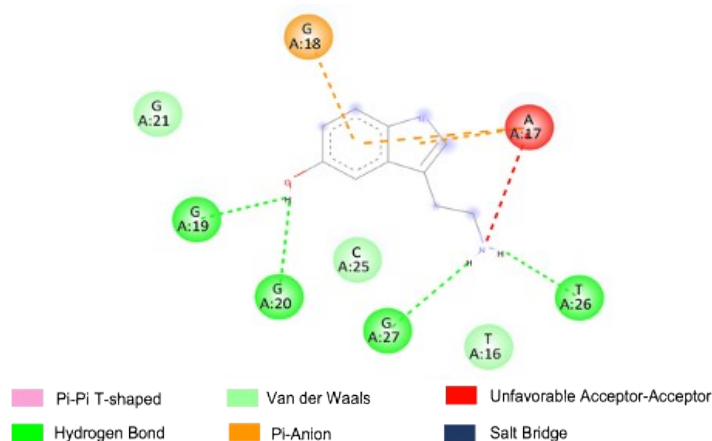 G
A:18
G
A:21
A
A:17
H
O
H
G
A:19
C
A:25
G
A:20
N
H
H
T
A:26
G
A:27
T
A:16
Pi-Pi T-shaped
Van der Waals
Unfavorable Acceptor-Acceptor
Hydrogen Bond
Pi-Anion
Salt Bridge